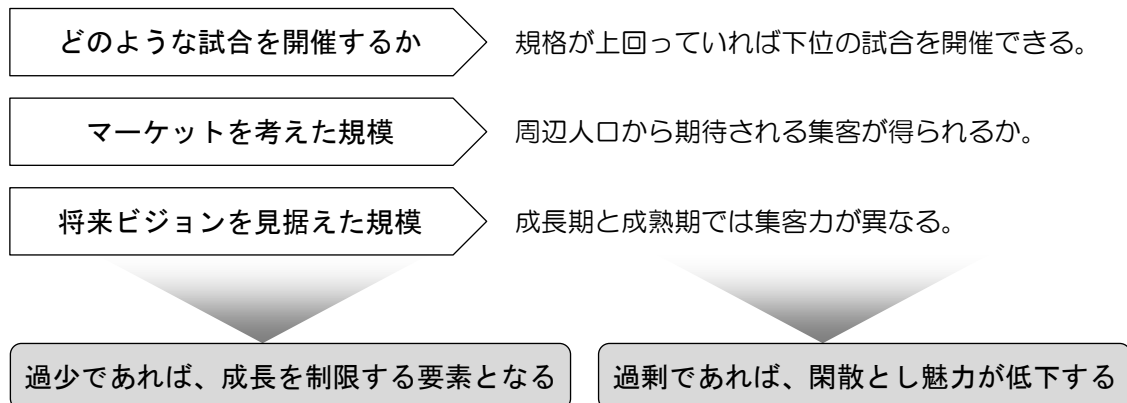 どのような試合を開催するか
規格が上回っていれば下位の試合を開催できる。
マーケットを考えた規模
周辺人口から期待される集客が得られるか。
将来ビジョンを見据えた規模
成長期と成熟期では集客力が異なる。
過少であれば、成長を制限する要素となる
過剰であれば、閑散とし魅力が低下する